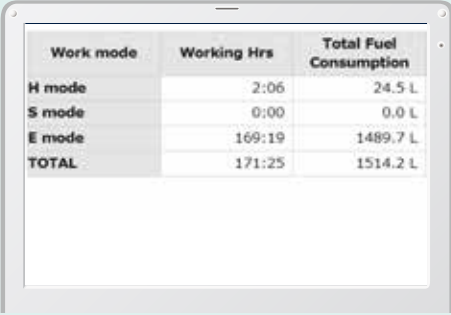 Work mode Working Hrs Total Fuel Consumption
H mode 2:06 24.5 L
S mode 0:00 0.0 L
E mode 169:19 1489.7 L
TOTAL 171:25 1514.2 L